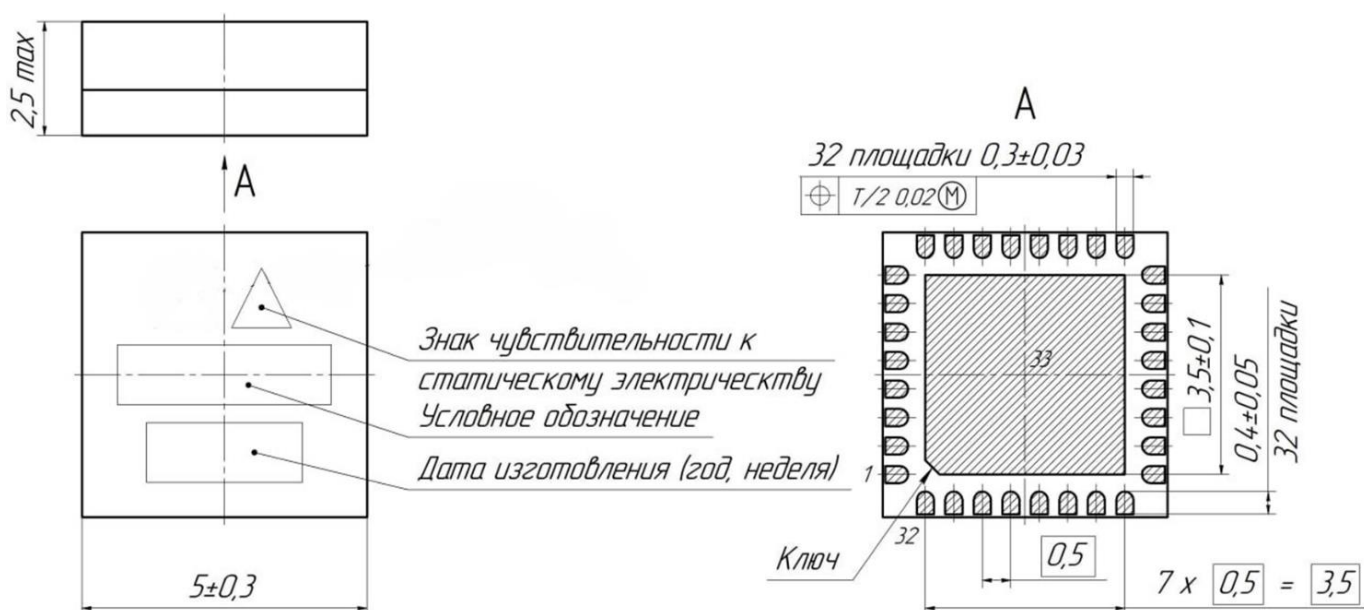 2,5 max
А
Знак чувствительности к
статическому электрическтву
Условное обозначение
Дата изготовления (год, неделя)
5±0,3
А
32 площадки 0,3±0,03
⌖ Т/2 0,02 Ⓜ
33
□ 3,5±0,1
0,4±0,05
32 площадки
1
32
Ключ
0,5
7 х 0,5 = 3,5